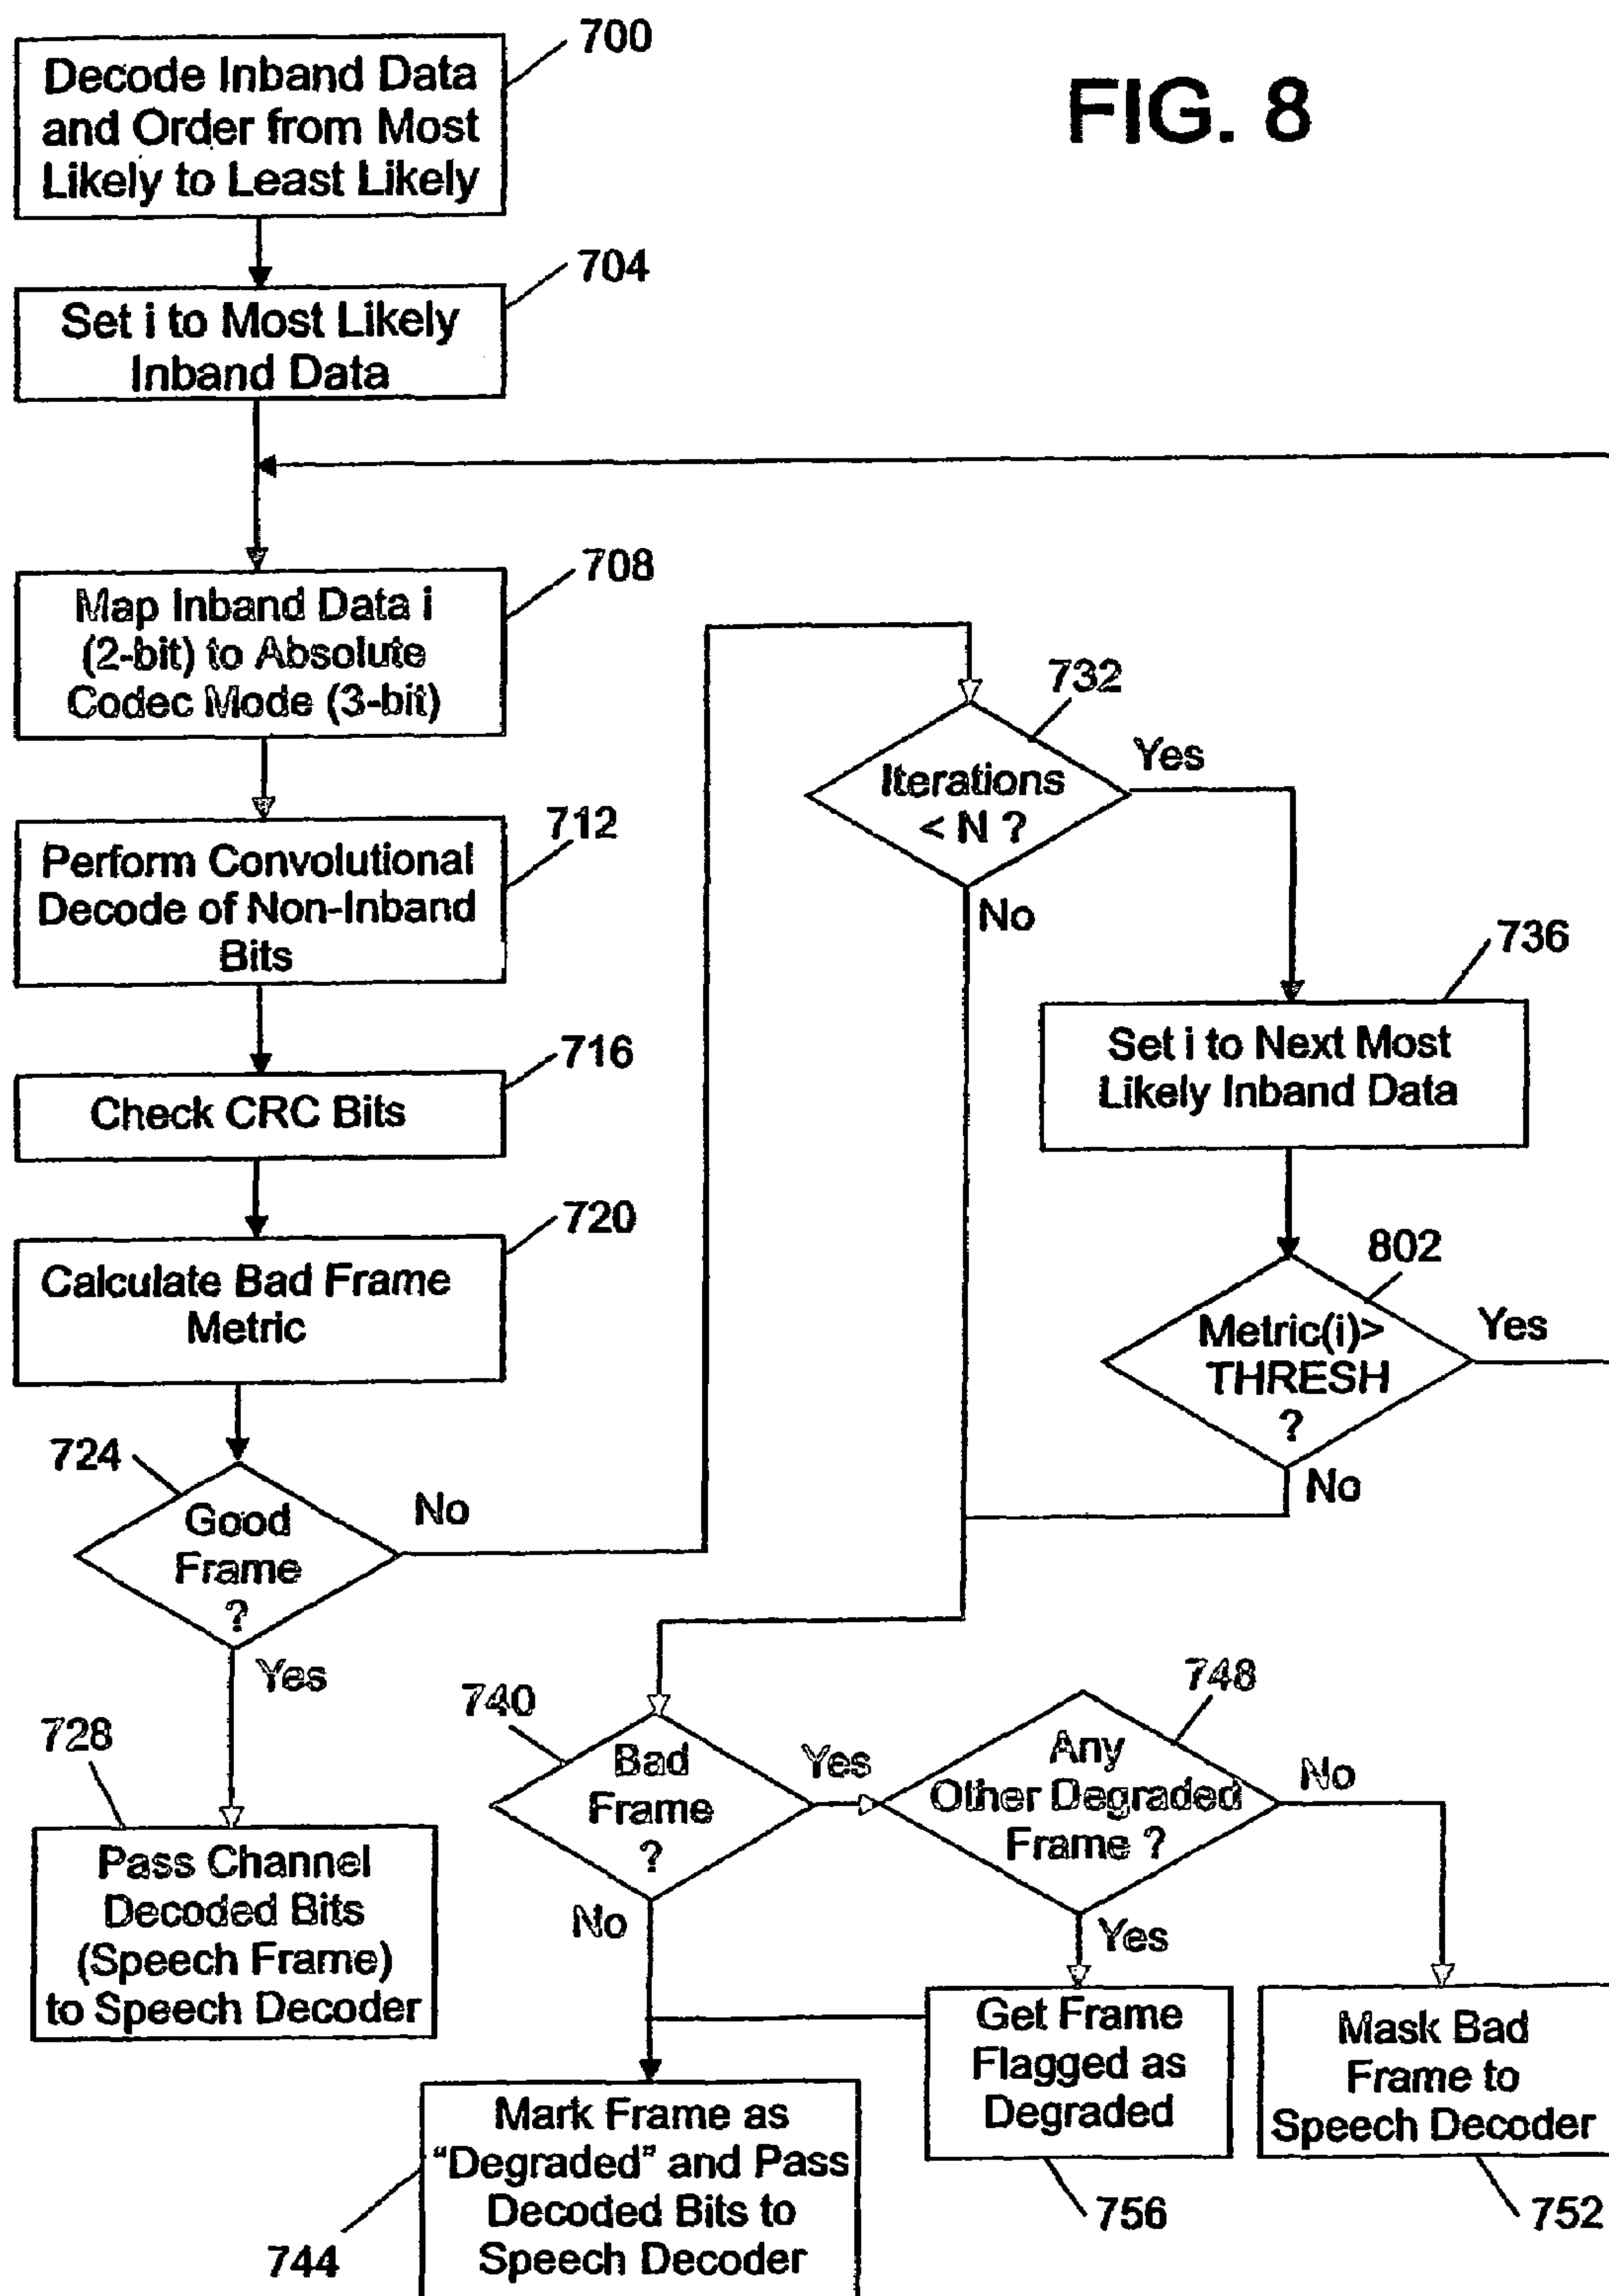 FIG. 8
700
Decode Inband Data
and Order from Most
Likely to Least Likely
704
Set i to Most Likely
Inband Data
708
Map Inband Data i
(2-bit) to Absolute
Codec Mode (3-bit)
712
Perform Convolutional
Decode of Non-Inband
Bits
716
Check CRC Bits
720
Calculate Bad Frame
Metric
724
Good
Frame
?
No
Yes
728
Pass Channel
Decoded Bits
(Speech Frame)
to Speech Decoder
732
Iterations
< N ?
Yes
No
736
Set i to Next Most
Likely Inband Data
802
Metric(i)>
THRESH
?
Yes
No
740
Bad
Frame
?
Yes
No
748
Any
Other Degraded
Frame ?
No
Yes
Get Frame
Flagged as
Degraded
756
Mask Bad
Frame to
Speech Decoder
752
Mark Frame as
"Degraded" and Pass
Decoded Bits to
Speech Decoder
744